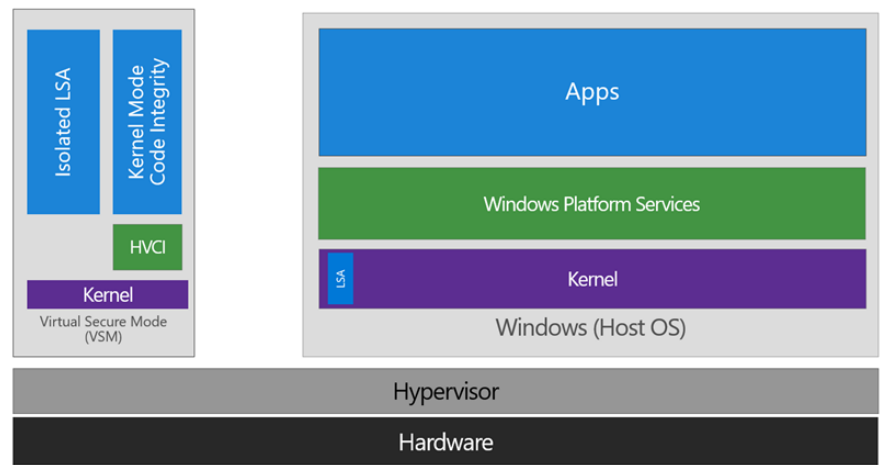 Isolated LSA
Kernel Mode
Code Integrity
HVCI
Kernel
Virtual Secure Mode
(VSM)
Apps
Windows Platform Services
LSA
Kernel
Windows (Host OS)
Hypervisor
Hardware